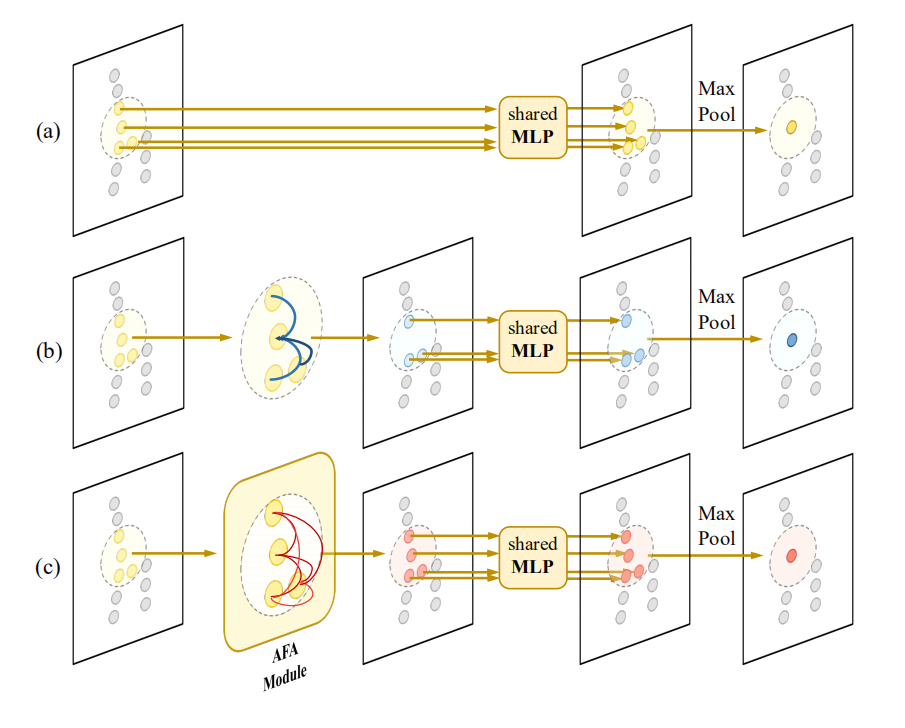 (a)
shared
MLP
Max
Pool
(b)
shared
MLP
Max
Pool
(c)
AFA
Module
shared
MLP
Max
Pool